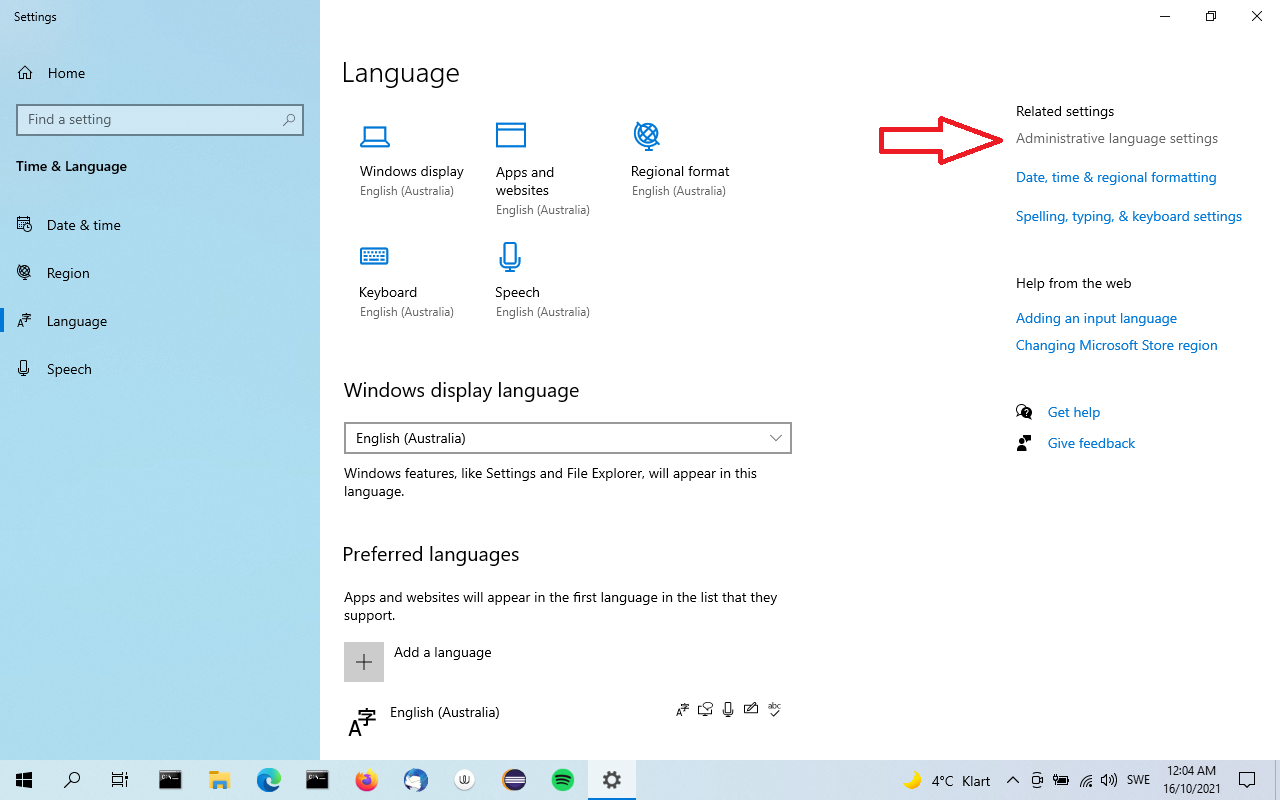 Settings
Home
Find a setting
Time & Language
Date & time
Region
Language
Speech
Language
Windows display
English (Australia)
Apps and
websites
English (Australia)
Regional format
English (Australia)
Keyboard
English (Australia)
Speech
English (Australia)
Windows display language
English (Australia)
Windows features, like Settings and File Explorer, will appear in this
language.
Preferred languages
Apps and websites will appear in the first language in the list that they
support.
Add a language
A字
English (Australia)
A字
abc
Related settings
Administrative language settings
Date, time & regional formatting
Spelling, typing, & keyboard settings
Help from the web
Adding an input language
Changing Microsoft Store region
Get help
Give feedback
4°C Klart
SWE
12:04 AM
16/10/2021